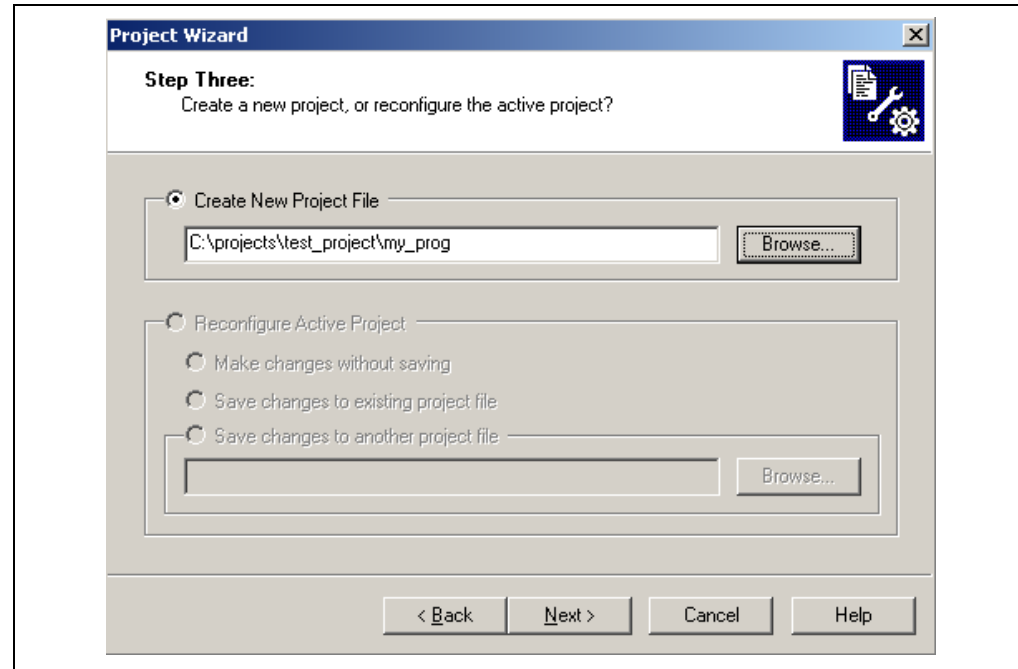 Project Wizard
Step Three:
Create a new project, or reconfigure the active project?
Create New Project File
C:\projects\test_project\my_prog
Browse...
Reconfigure Active Project
Make changes without saving
Save changes to existing project file
Save changes to another project file
Browse...
< Back Next > Cancel Help